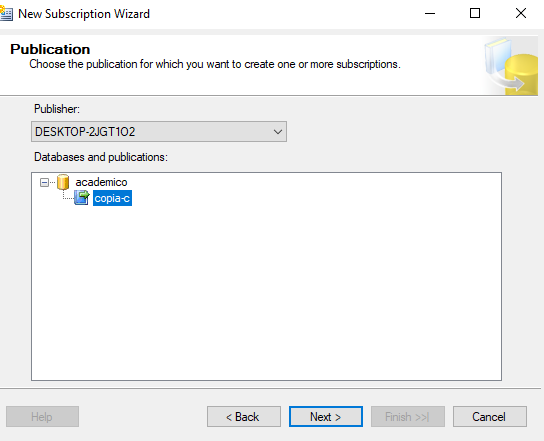 New Subscription Wizard
Publication
Choose the publication for which you want to create one or more subscriptions.
Publisher:
DESKTOP-2JGT1O2
Databases and publications:
academico
copia-c
Help
< Back
Next >
Finish >>|
Cancel